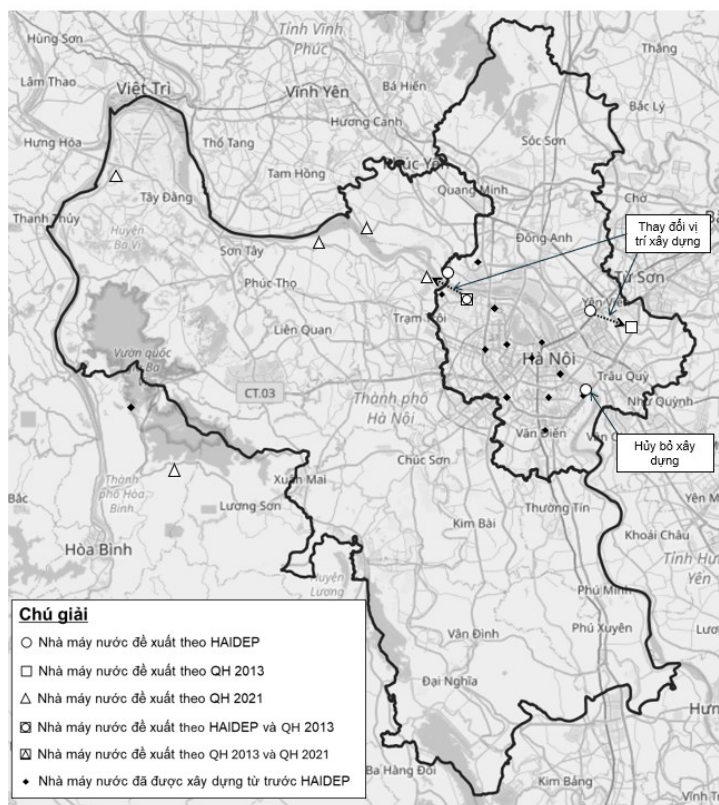 Tỉnh Vĩnh
Phúc
Hùng Sơn
Thắng
Lâm Thao
Việt Trì
Vĩnh Yên
Bá Hiến
Bắc Lý
Hương Canh
Sóc Sơn
Hưng Hóa
Thổ Tang
Phúc Yên
Tam Hồng
Chờ
Quang Minh
Thanh Thủy
Tây Đằng
Thay đổi vị
trí xây dựng
Huyện
Ba Vì
Sơn Tây
Đông Anh
Từ Sơn
Phúc Thọ
Yên Viê
Trạm Trôi
Liên Quan
Hà Nội
Vườn quốc
Ba
Trâu Quỳ
CT.03
Thành phố
Hà Nội
Như Quỳnh
Văn Điển
Hủy bỏ xây
dựng
Chúc Sơn
Thành
phố Hòa
Bình
Xuân Mai
Bắc
Lương Sơn
Thường Tín
Yên M
Kim Bài
Khoái Châu
Hòa Bình
Tỉnh Hư
Yên
Huyện
Lương
Phú Minh
Chú giải
Nhà máy nước đề xuất theo HAIDEP
Vân Đình
Phú Xuyên
Nhà máy nước đề xuất theo QH 2013
Nhà máy nước đề xuất theo QH 2021
Đại Nghĩa
Hưn
Nhà máy nước đề xuất theo HAIDEP và QH 2013
Nhà máy nước đề xuất theo QH 2013 và QH 2021
Nhà máy nước đã được xây dựng từ trước HAIDEP
Ba Hàng Đồi
Kim Bảng
Vĩnh Tr